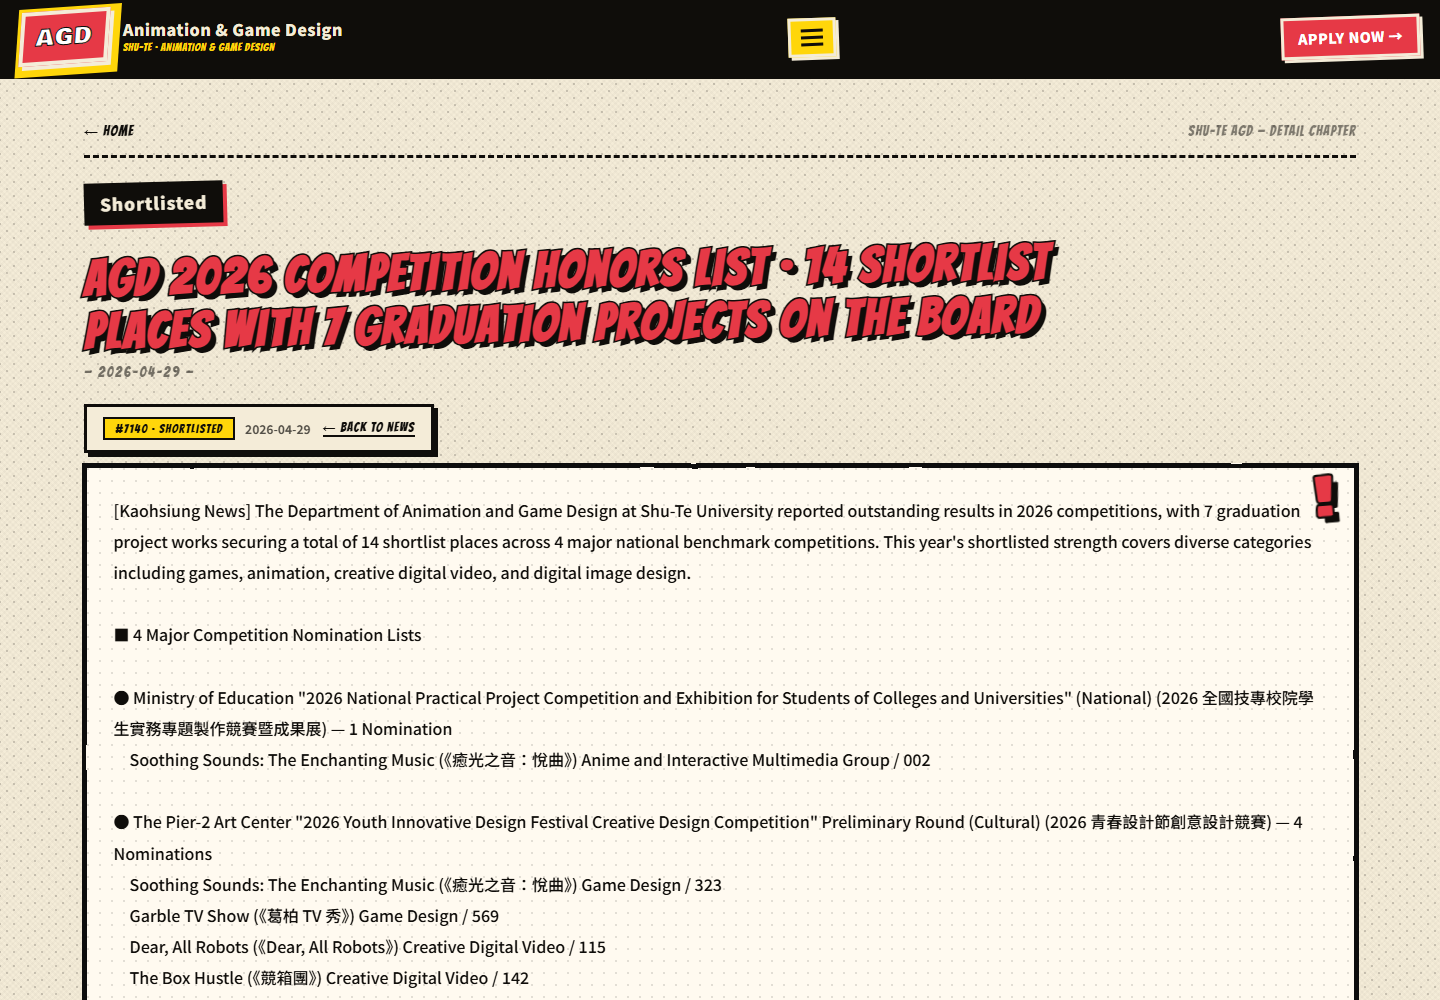 AGD
Animation & Game Design
SHU-TE · ANIMATION & GAME DESIGN
APPLY NOW →
← HOME
SHU-TE AGD — DETAIL CHAPTER
Shortlisted
AGD 2026 COMPETITION HONORS LIST · 14 SHORTLIST
PLACES WITH 7 GRADUATION PROJECTS ON THE BOARD
— 2026-04-29 —
#7140 · SHORTLISTED
2026-04-29
← BACK TO NEWS
!
[Kaohsiung News] The Department of Animation and Game Design at Shu-Te University reported outstanding results in 2026 competitions, with 7 graduation
project works securing a total of 14 shortlist places across 4 major national benchmark competitions. This year's shortlisted strength covers diverse categories
including games, animation, creative digital video, and digital image design.
■ 4 Major Competition Nomination Lists
● Ministry of Education "2026 National Practical Project Competition and Exhibition for Students of Colleges and Universities" (National) (2026 全國技專校院學
生實務專題製作競賽暨成果展) — 1 Nomination
Soothing Sounds: The Enchanting Music (《癒光之音：悅曲》) Anime and Interactive Multimedia Group / 002
● The Pier-2 Art Center "2026 Youth Innovative Design Festival Creative Design Competition" Preliminary Round (Cultural) (2026 青春設計節創意設計競賽) — 4
Nominations
Soothing Sounds: The Enchanting Music (《癒光之音：悅曲》) Game Design / 323
Garble TV Show (《葛柏 TV 秀》) Game Design / 569
Dear, All Robots (《Dear, All Robots》) Creative Digital Video / 115
The Box Hustle (《競箱團》) Creative Digital Video / 142